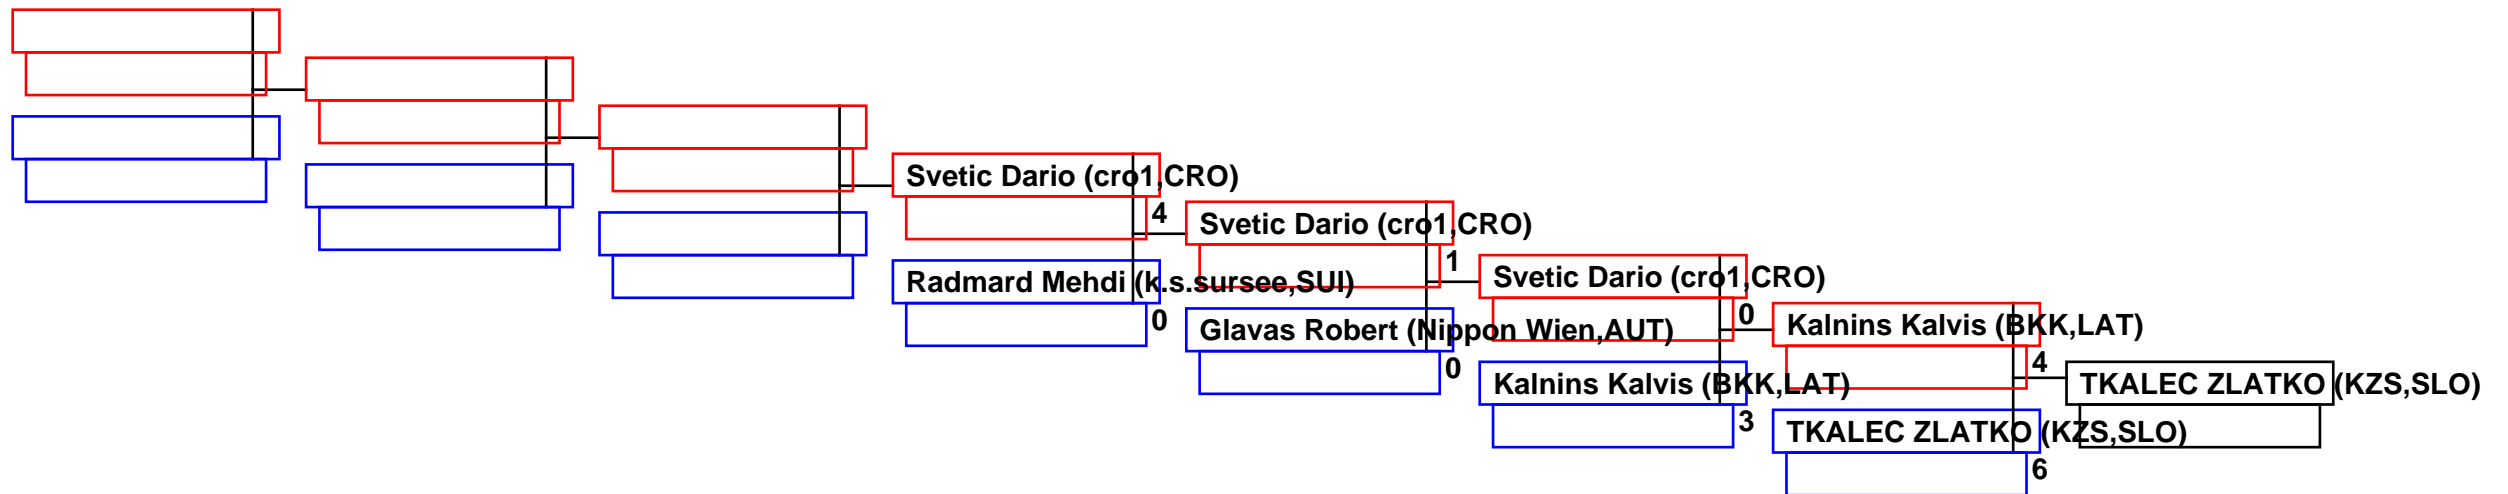 Svetic Dario (cro1,CRO)
4
Radmard Mehdi (k.s.sursee,SUI)
0
Svetic Dario (cro1,CRO)
1
Glavas Robert (Nippon Wien,AUT)
0
Svetic Dario (cro1,CRO)
0
Kalnins Kalvis (BKK,LAT)
3
Kalnins Kalvis (BKK,LAT)
4
TKALEC ZLATKO (KZS,SLO)
6
TKALEC ZLATKO (KZS,SLO)